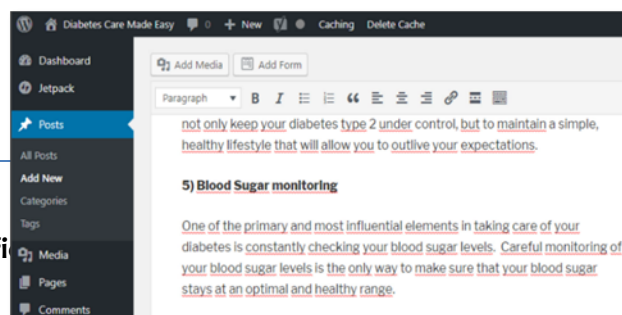 Diabetes Care Made Easy 0 + New Caching Delete Cache
Dashboard
Jetpack
Posts
All Posts
Add New
Categories
Tags
Media
Pages
Comments
Add Media Add Form
Paragraph B I
not only keep your diabetes type 2 under control, but to maintain a simple,
healthy lifestyle that will allow you to outlive your expectations.
5) Blood Sugar monitoring
One of the primary and most influential elements in taking care of your
diabetes is constantly checking your blood sugar levels. Careful monitoring of
your blood sugar levels is the only way to make sure that your blood sugar
stays at an optimal and healthy range.